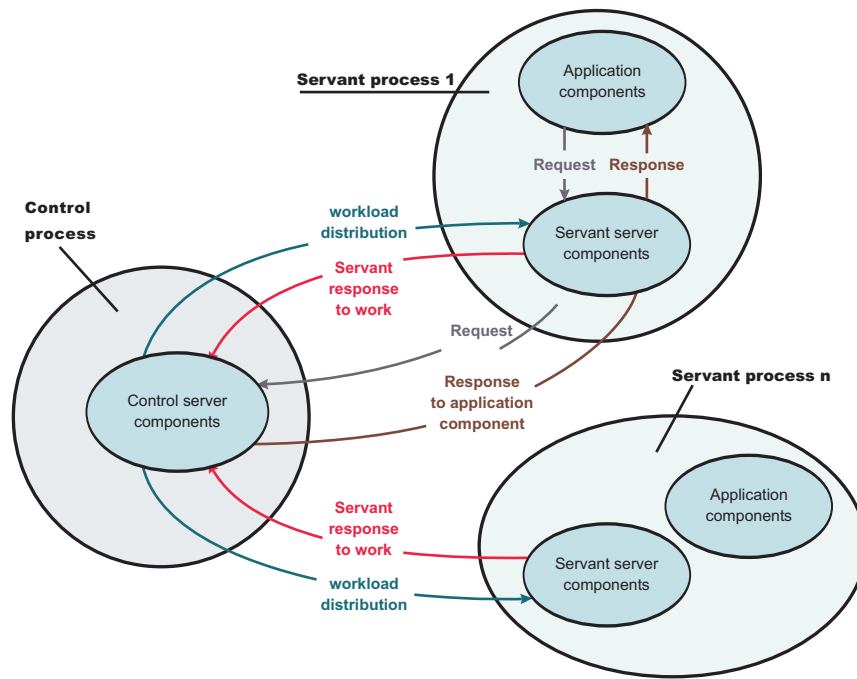 Servant process 1
Application
components
Request
Response
Servant server
components
Control
process
workload
distribution
Servant
response
to work
Request
Control server
components
Response
to application
component
Servant process n
Application
components
Servant
response
to work
Servant server
components
workload
distribution